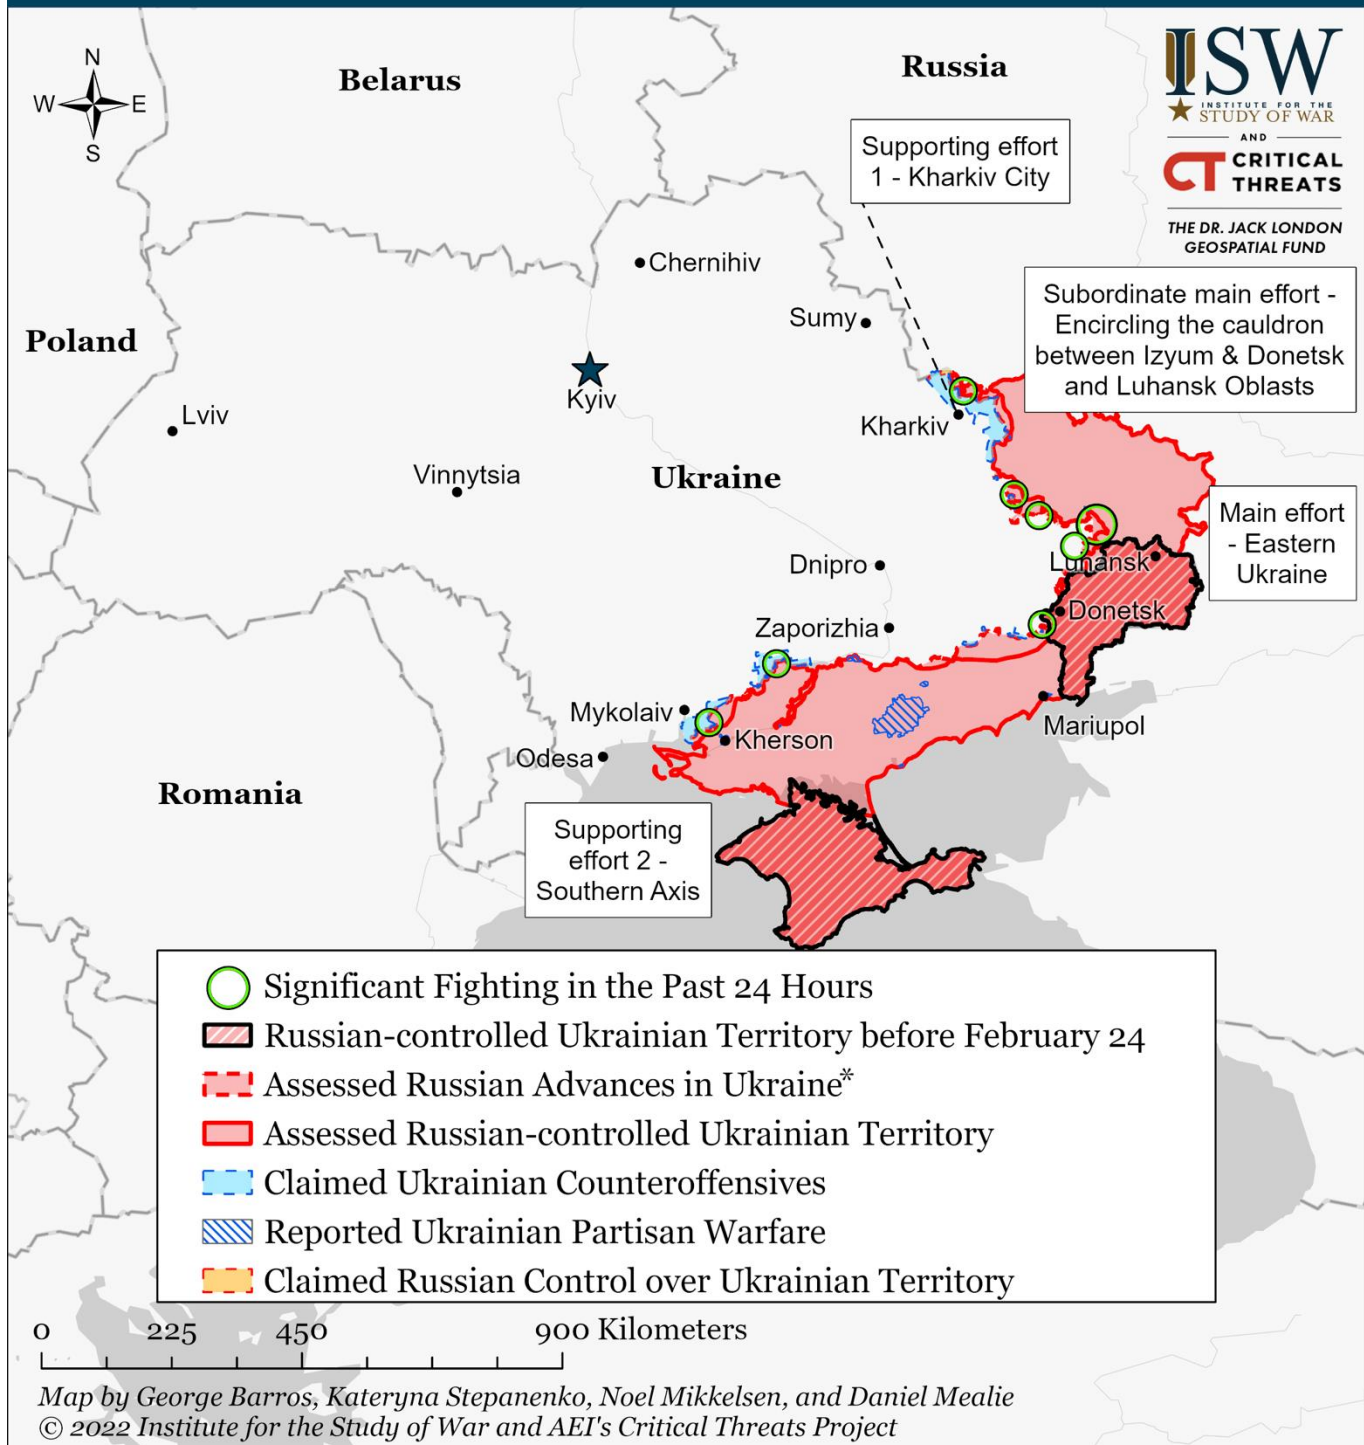 N
W
E
S
Belarus
Russia
ISW
INSTITUTE FOR THE
STUDY OF WAR
AND
CT CRITICAL
THREATS
THE DR. JACK LONDON
GEOSPATIAL FUND
Supporting effort
1 - Kharkiv City
Chernihiv
Subordinate main effort -
Encircling the cauldron
between Izyum & Donetsk
and Luhansk Oblasts
Sumy
Poland
Kyiv
Lviv
Kharkiv
Vinnytsia
Ukraine
Main effort
- Eastern
Ukraine
Dnipro
Luhansk
Donetsk
Zaporizhia
Mykolaiv
Mariupol
Kherson
Odesa
Romania
Supporting
effort 2 -
Southern Axis
Significant Fighting in the Past 24 Hours
Russian-controlled Ukrainian Territory before February 24
Assessed Russian Advances in Ukraine*
Assessed Russian-controlled Ukrainian Territory
Claimed Ukrainian Counteroffensives
Reported Ukrainian Partisan Warfare
Claimed Russian Control over Ukrainian Territory
0 225 450 900 Kilometers
Map by George Barros, Kateryna Stepanenko, Noel Mikkelsen, and Daniel Mealie
© 2022 Institute for the Study of War and AEI's Critical Threats Project